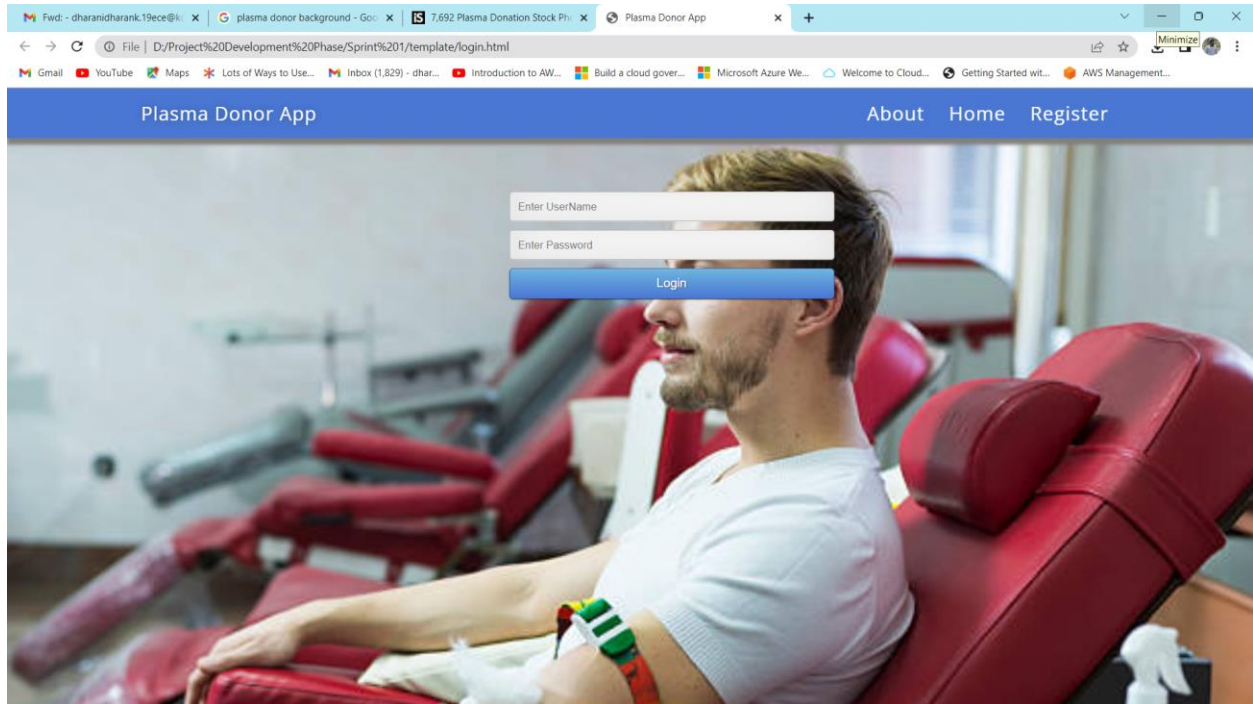 Fwd: - dharanidharank.19ece@k
plasma donor background - Goo
7,692 Plasma Donation Stock Ph
Plasma Donor App
File | D:/Project%20Development%20Phase/Sprint%201/template/login.html
Minimize
Gmail YouTube Maps Lots of Ways to Use... Inbox (1,829) - dhar... Introduction to AW... Build a cloud gover... Microsoft Azure We... Welcome to Cloud... Getting Started wit... AWS Management...
Plasma Donor App About Home Register
Enter UserName
Enter Password
Login